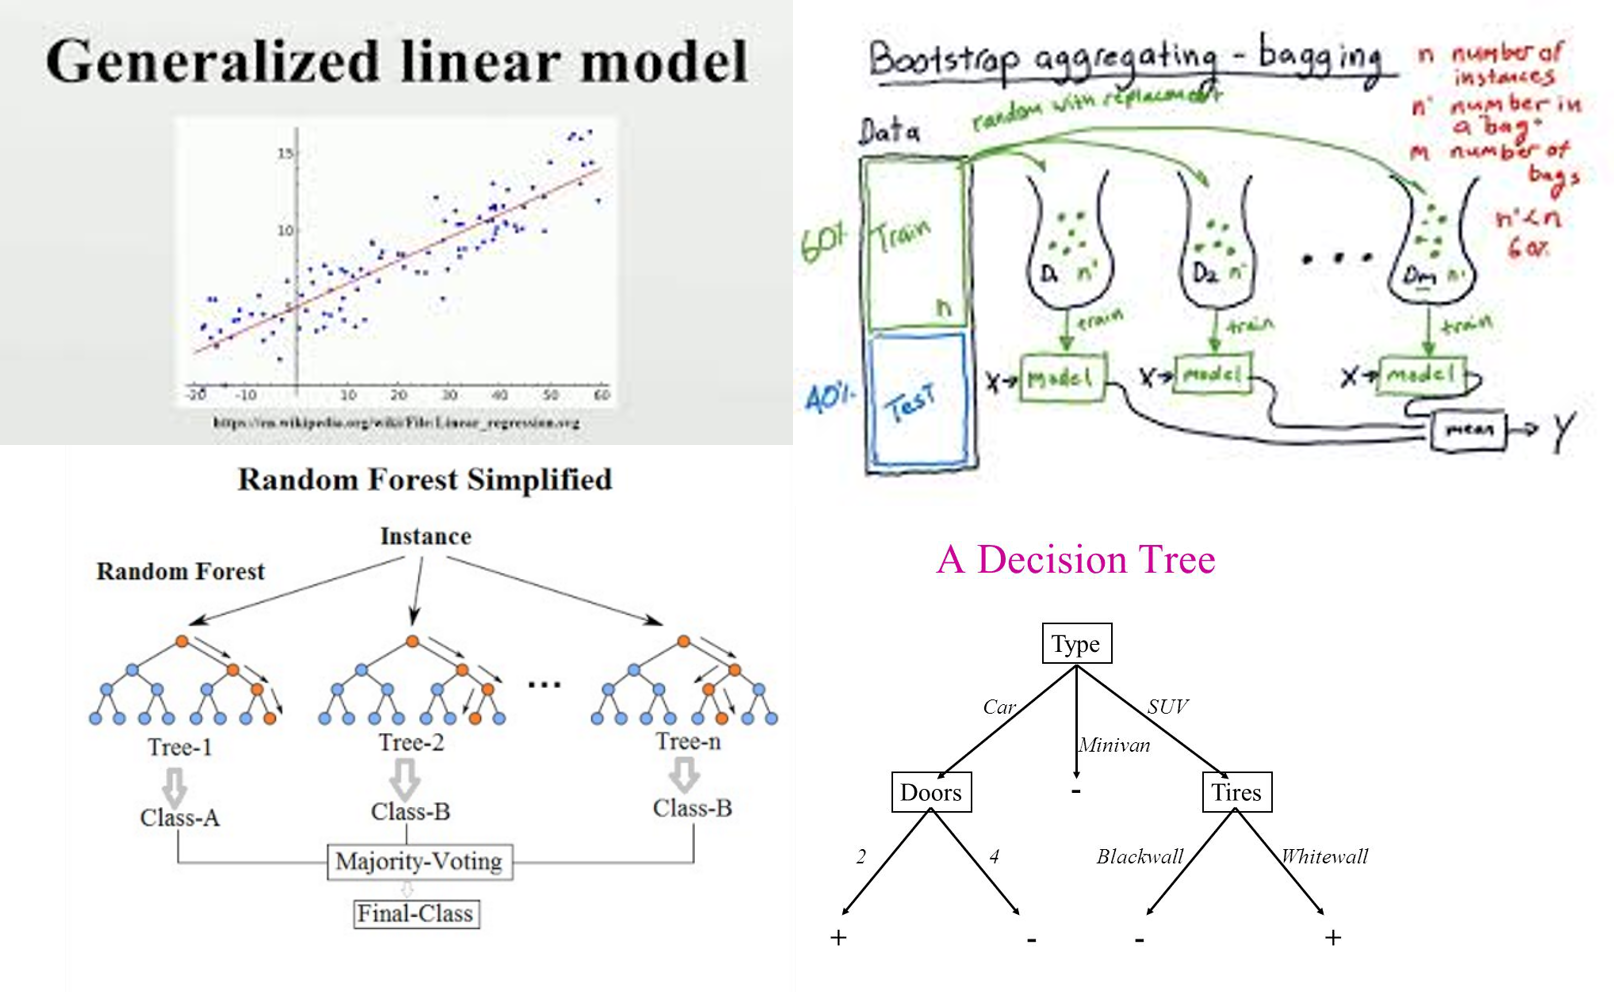 Generalized linear model
15
10
5
-20
-10
10
20
30
40
50
60
https://en.wikipedia.org/wiki/File:Linear_regression.svg
Bootstrap aggregating - bagging
random with replacement
n number of
instances
n' number in
a "bag"
m number of
bags
n' < n
60%
Data
60%
Train
n
40%
Test
D1 n'
D2 n'
Dm n'
train
train
train
X → model
X → model
X → model
mean → Y
Random Forest Simplified
Instance
Random Forest
...
Tree-1
Tree-2
Tree-n
Class-A
Class-B
Class-B
Majority-Voting
Final-Class
A Decision Tree
Type
Car
SUV
Minivan
Doors
-
Tires
2
4
Blackwall
Whitewall
+
-
-
+